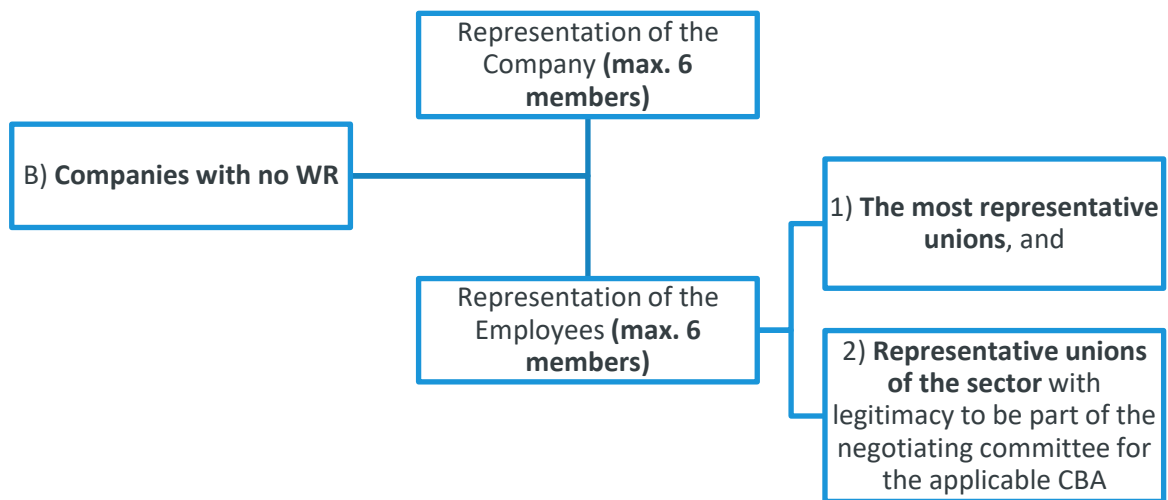 Representation of the
Company (max. 6
members)
B) Companies with no WR
1) The most representative
unions, and
Representation of the
Employees (max. 6
members)
2) Representative unions
of the sector with
legitimacy to be part of the
negotiating committee for
the applicable CBA